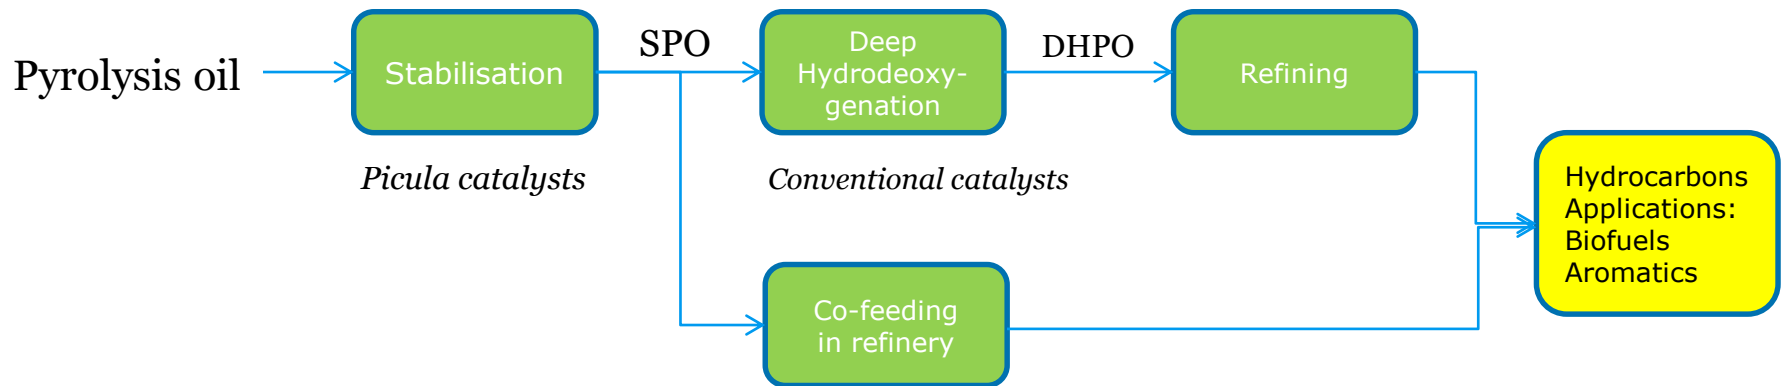 Pyrolysis oil
Stabilisation
SPO
Deep
Hydrodeoxy-
genation
DHPO
Refining
Picula catalysts
Conventional catalysts
Hydrocarbons
Applications:
Biofuels
Aromatics
Co-feeding
in refinery